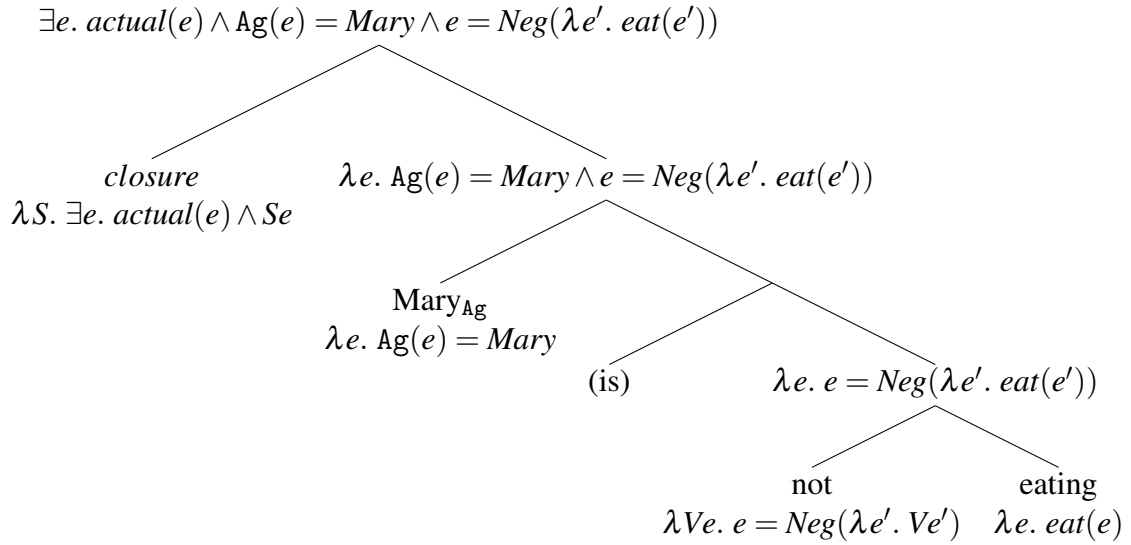 ∃e. actual(e) ∧ Ag(e) = Mary ∧ e = Neg(λe′. eat(e′))
closure
λS. ∃e. actual(e) ∧ Se
λe. Ag(e) = Mary ∧ e = Neg(λe′. eat(e′))
Mary_Ag
λe. Ag(e) = Mary
(is)
λe. e = Neg(λe′. eat(e′))
not
λVe. e = Neg(λe′. Ve′)
eating
λe. eat(e)